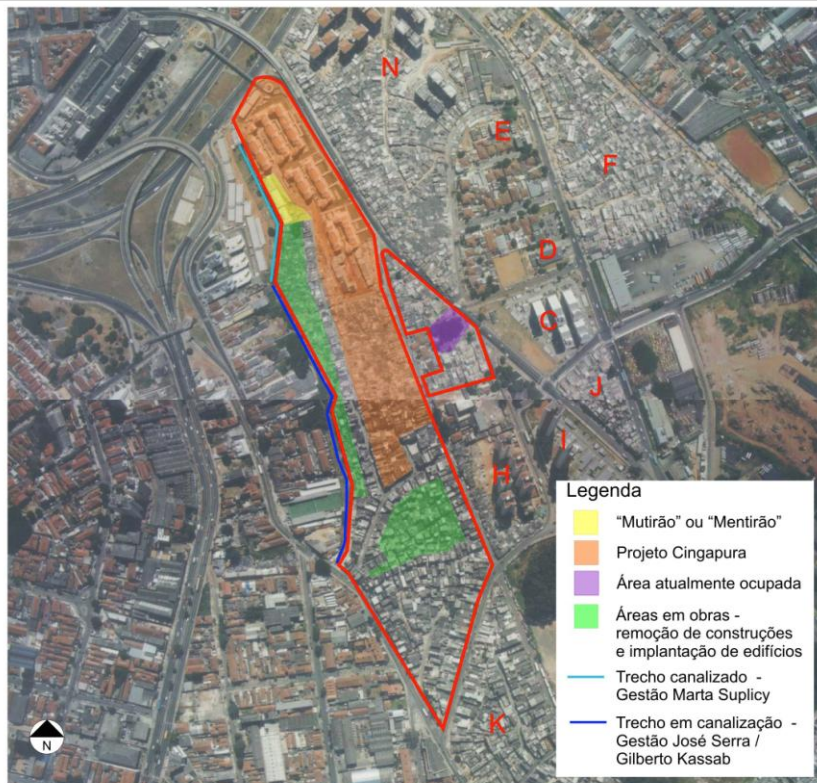 N
E
F
D
C
J
I
H
K
Legenda
“Mutirão” ou “Mentirão”
Projeto Cingapura
Área atualmente ocupada
Áreas em obras -
remoção de construções
e implantação de edifícios
Trecho canalizado -
Gestão Marta Suplicy
Trecho em canalização -
Gestão José Serra /
Gilberto Kassab
N